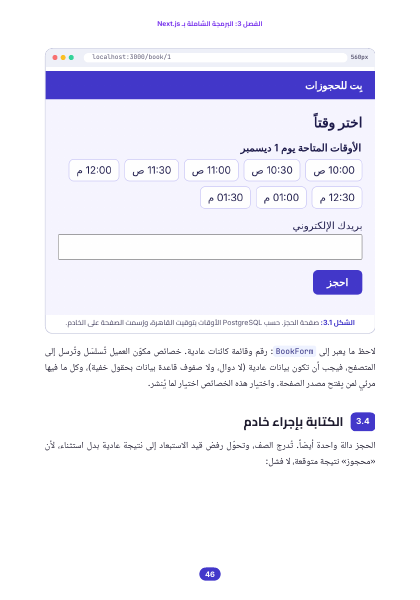 الفصل 3: البرمجة الشاملة بـ Next.js
localhost:3000/book/1
560px
يِت للحجوزات
اختر وقتاً
الأوقات المتاحة يوم 1 ديسمبر
10:00 ص
10:30 ص
11:00 ص
11:30 ص
12:00 م
12:30 م
01:00 م
01:30 م
بريدك الإلكتروني
احجز
الشكل 3.1: صفحة الحجز. حسب PostgreSQL الأوقات بتوقيت القاهرة، ورُسمت الصفحة على الخادم.
لاحظ ما يعبر إلى BookForm: رقم وقائمة كائنات عادية. خصائص مكوّن العميل تُسلسَل وتُرسل إلى
المتصفح، فيجب أن تكون بيانات عادية (لا دوال، ولا صفوف قاعدة بيانات بحقول خفية)، وكل ما فيها
مرئي لمن يفتح مصدر الصفحة. واختيار هذه الخصائص اختيار لما يُنشر.
3.4 الكتابة بإجراء خادم
الحجز دالة واحدة أيضاً. تُدرج الصف، وتحوّل رفض قيد الاستبعاد إلى نتيجة عادية بدل استثناء، لأن
«محجوز» نتيجة متوقعة، لا فشل:
46